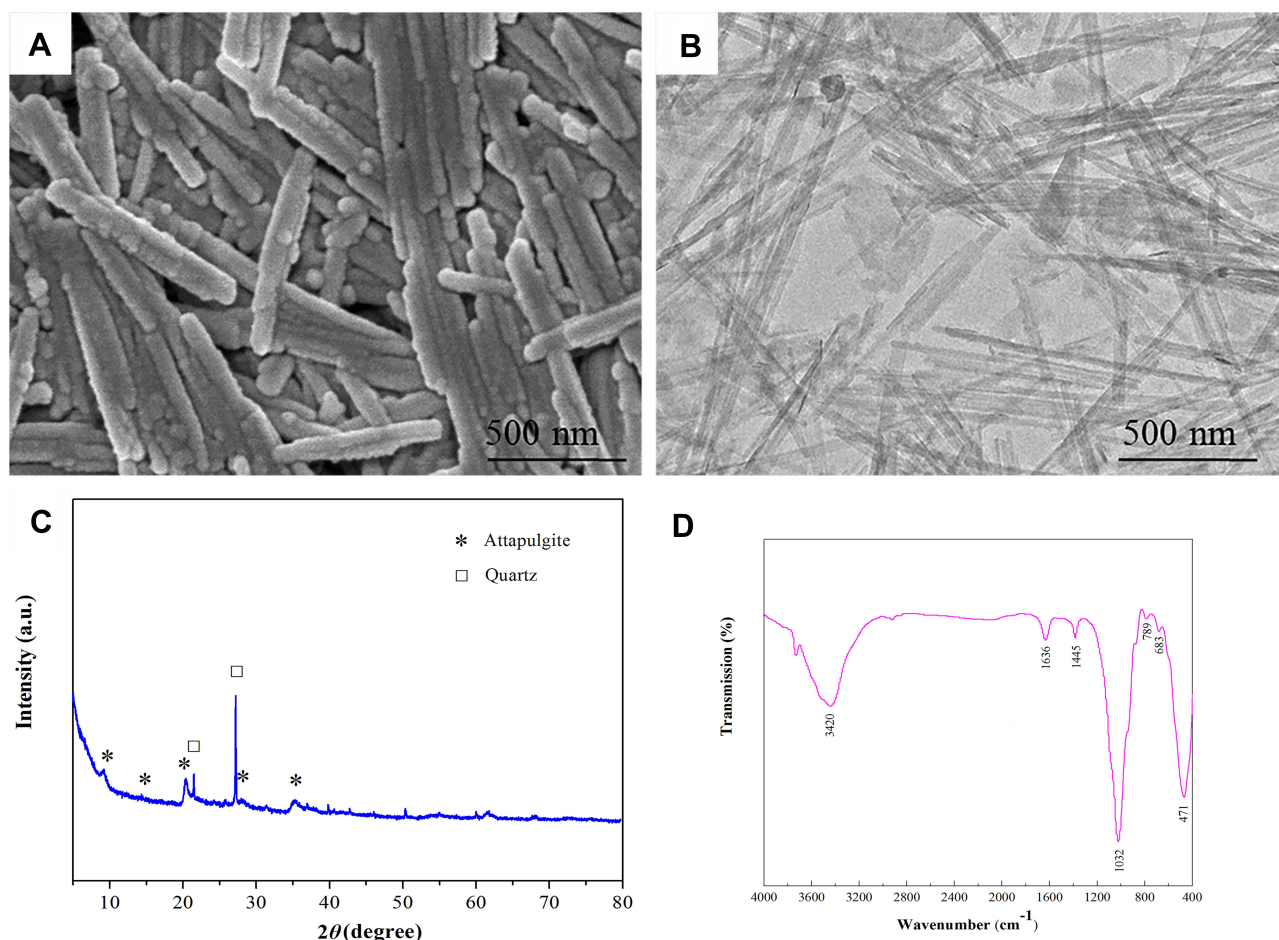 A
500 nm
B
500 nm
C
* Attapulgite
□ Quartz
Intensity (a.u.)
□
□
*
*
*
*
*
10 20 30 40 50 60 70 80
2θ (degree)
D
Transmission (%)
3420
1636
1445
1032
789
683
471
4000 3600 3200 2800 2400 2000 1600 1200 800 400
Wavenumber (cm-1)